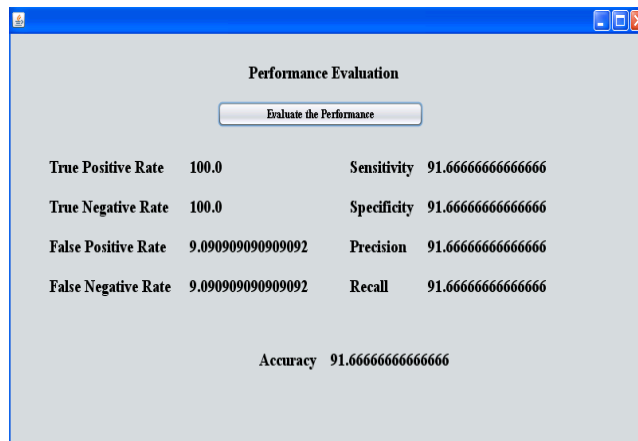 Performance Evaluation
Evaluate the Performance
True Positive Rate 100.0 Sensitivity 91.66666666666666
True Negative Rate 100.0 Specificity 91.66666666666666
False Positive Rate 9.090909090909092 Precision 91.66666666666666
False Negative Rate 9.090909090909092 Recall 91.66666666666666
Accuracy 91.66666666666666